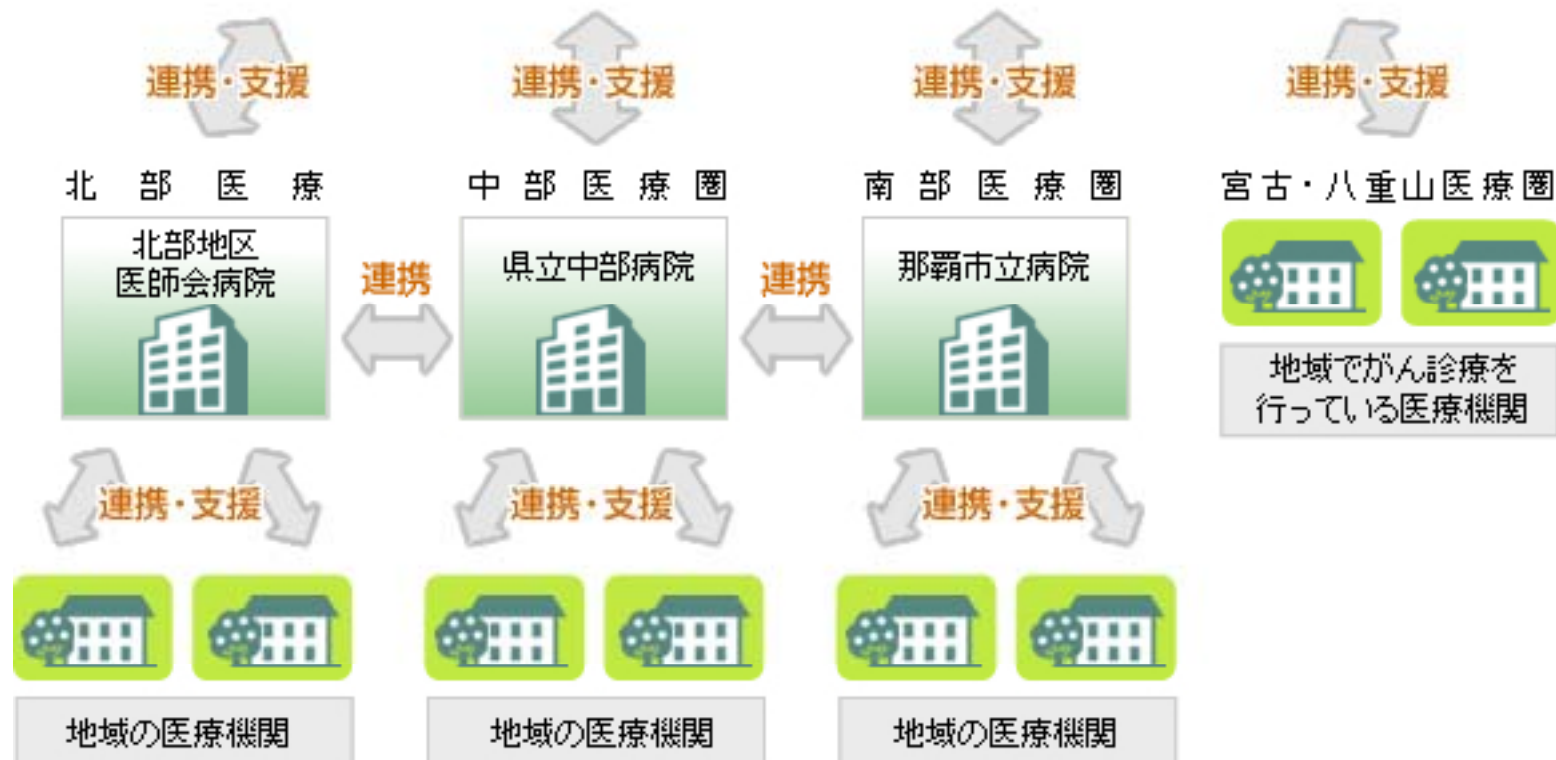 連携・支援
連携・支援
連携・支援
連携・支援
北部医療
中部医療圏
南部医療圏
宮古・八重山医療圏
北部地区
医師会病院
連携
県立中部病院
連携
那覇市立病院
地域でがん診療を
行っている医療機関
連携・支援
連携・支援
連携・支援
地域の医療機関
地域の医療機関
地域の医療機関